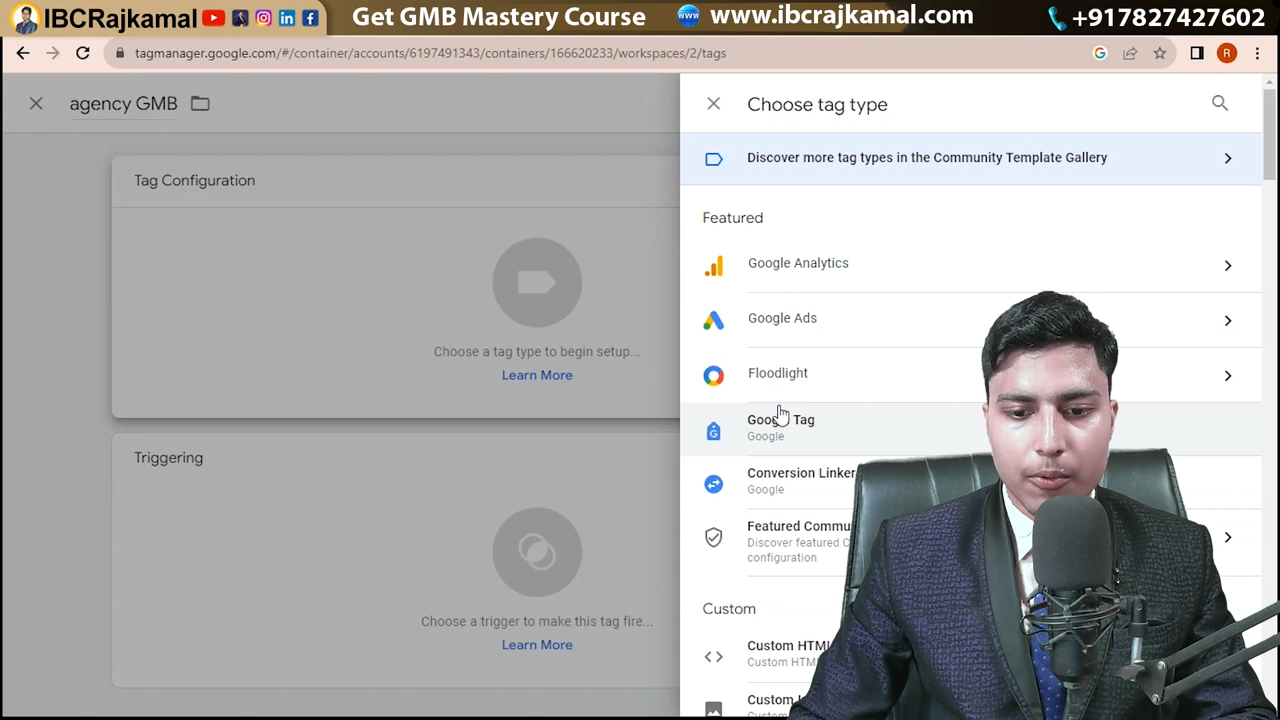 IBCRajkamal
Get GMB Mastery Course
www.ibcrajkamal.com
+917827427602
tagmanager.google.com/#/container/accounts/6197491343/containers/166620233/workspaces/2/tags
agency GMB
Choose tag type
Discover more tag types in the Community Template Gallery
Tag Configuration
Choose a tag type to begin setup...
Learn More
Triggering
Choose a trigger to make this tag fire...
Learn More
Featured
Google Analytics
Google Ads
Floodlight
Google Tag
Google
Conversion Linker
Google
Featured Commu
Discover featured C
configuration
Custom
Custom HTML
Custom HTM
Custom